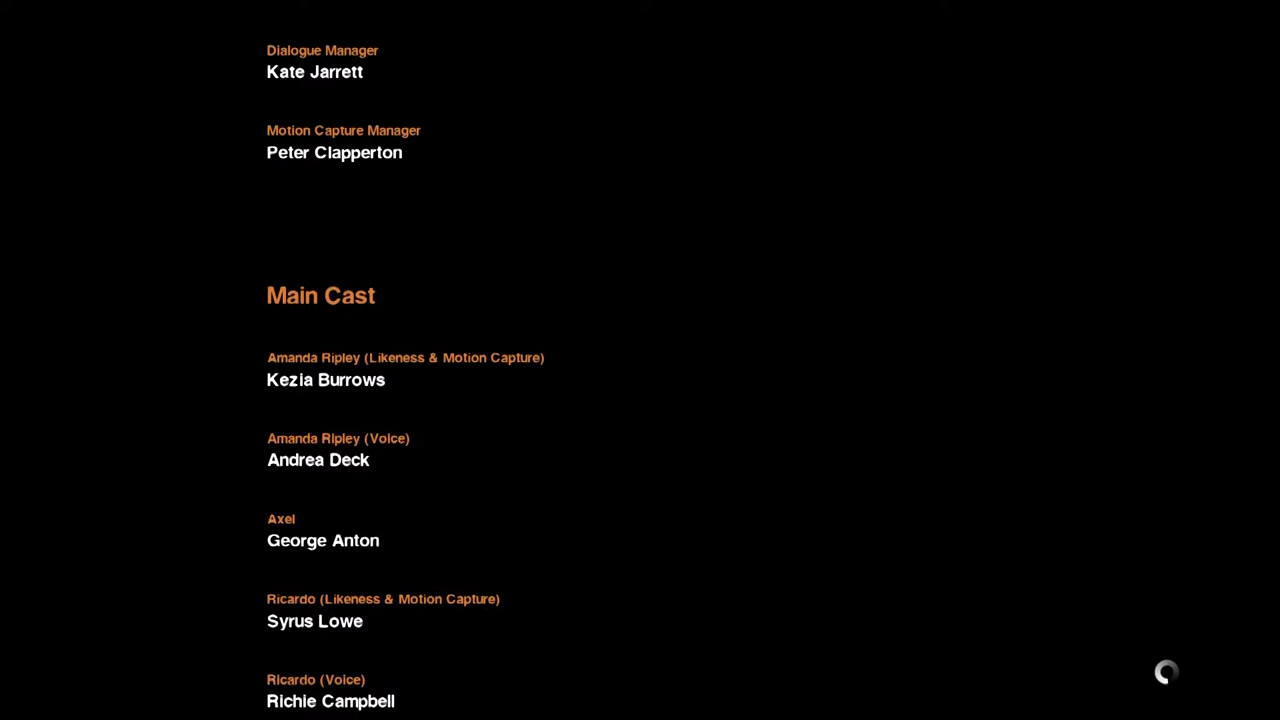 Dialogue Manager
Kate Jarrett
Motion Capture Manager
Peter Clapperton
Main Cast
Amanda Ripley (Likeness & Motion Capture)
Kezia Burrows
Amanda Ripley (Voice)
Andrea Deck
Axel
George Anton
Ricardo (Likeness & Motion Capture)
Syrus Lowe
Ricardo (Voice)
Richie Campbell